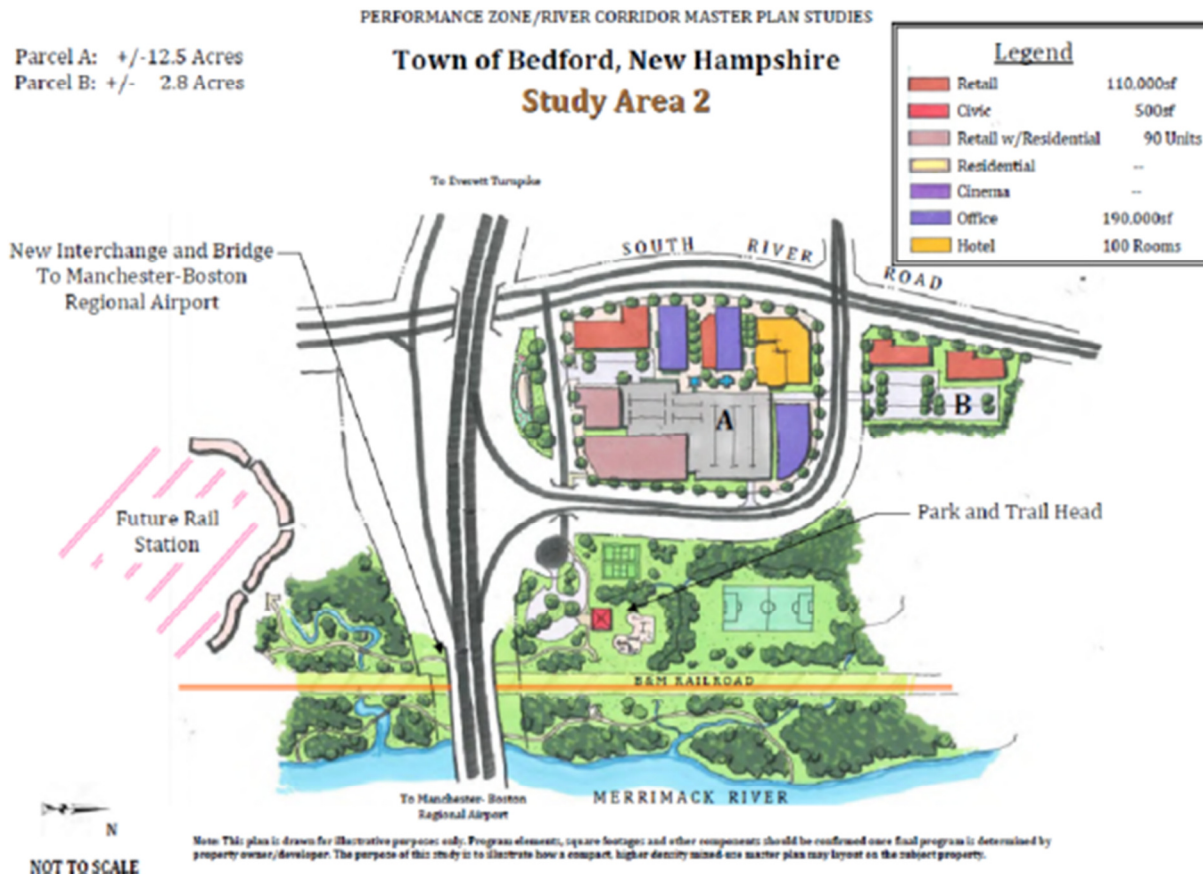 PERFORMANCE ZONE/RIVER CORRIDOR MASTER PLAN STUDIES
Parcel A: +/-12.5 Acres
Parcel B: +/- 2.8 Acres
Town of Bedford, New Hampshire
Study Area 2
Legend
Retail 110,000sf
Civic 500sf
Retail w/Residential 90 Units
Residential --
Cinema --
Office 190,000sf
Hotel 100 Rooms
To Everett Turnpike
New Interchange and Bridge
To Manchester-Boston
Regional Airport
SOUTH RIVER ROAD
A
B
Future Rail
Station
Park and Trail Head
B&M RAILROAD
To Manchester- Boston
Regional Airport
MERRIMACK RIVER
N
NOT TO SCALE
Note: This plan is drawn for illustrative purposes only. Program elements, square footages and other components should be confirmed once final program is determined by
property owner/developer. The purpose of this study is to illustrate how a compact, higher density mixed-use master plan may layout on the subject property.